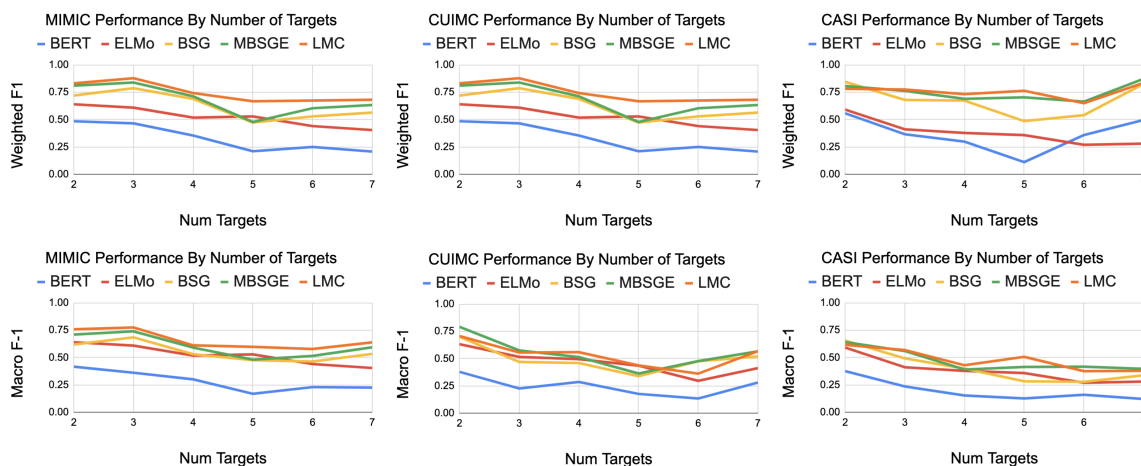 MIMIC Performance By Number of Targets
BERT ELMo BSG MBSGE LMC
Weighted F1
1.00
0.75
0.50
0.25
0.00
2 3 4 5 6 7
Num Targets
CUIMC Performance By Number of Targets
BERT ELMo BSG MBSGE LMC
Weighted F1
1.00
0.75
0.50
0.25
0.00
2 3 4 5 6 7
Num Targets
CASI Performance By Number of Targets
BERT ELMo BSG MBSGE LMC
Weighted F1
1.00
0.75
0.50
0.25
0.00
2 3 4 5 6
Num Targets
MIMIC Performance By Number of Targets
BERT ELMo BSG MBSGE LMC
Macro F-1
1.00
0.75
0.50
0.25
0.00
2 3 4 5 6 7
Num Targets
CUIMC Performance By Number of Targets
BERT ELMo BSG MBSGE LMC
Macro F-1
1.00
0.75
0.50
0.25
0.00
2 3 4 5 6 7
Num Targets
CASI Performance By Number of Targets
BERT ELMo BSG MBSGE LMC
Macro F-1
1.00
0.75
0.50
0.25
0.00
2 3 4 5 6
Num Targets